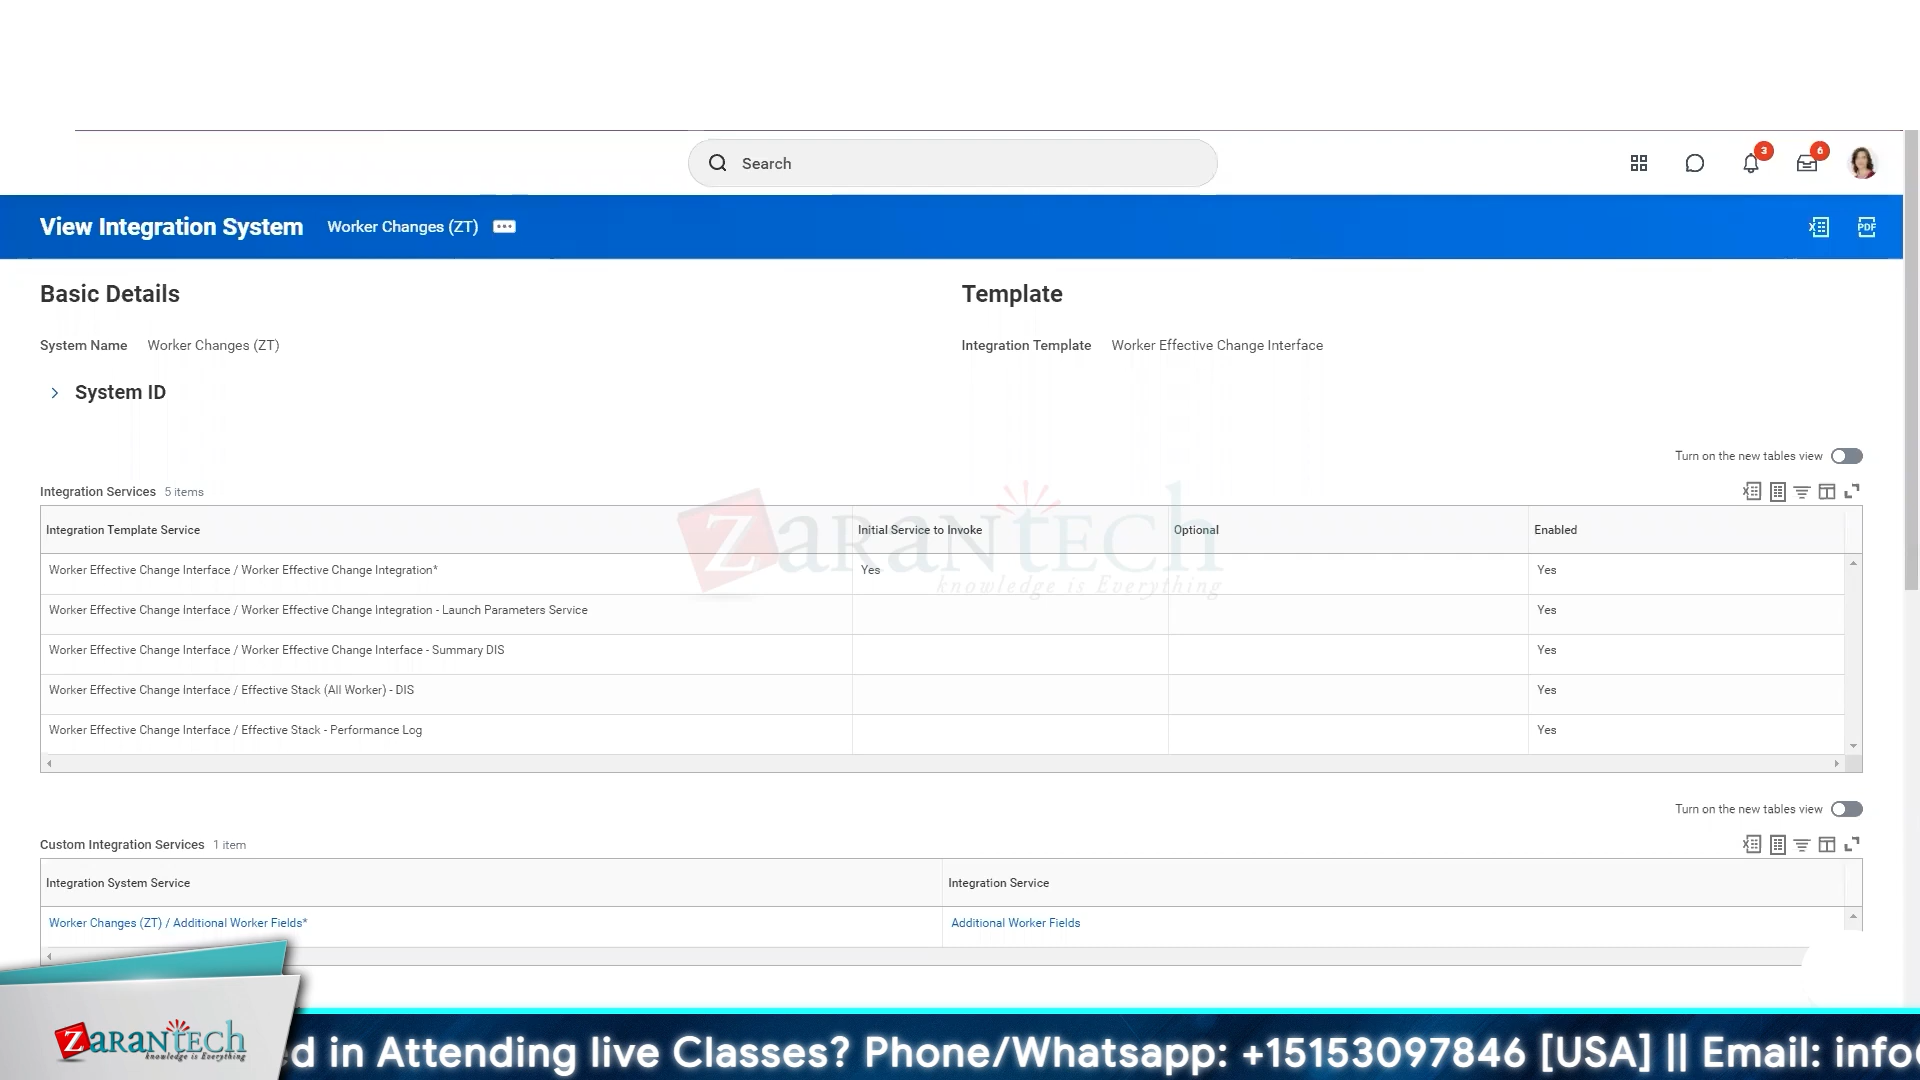 Search
3
6
View Integration System Worker Changes (ZT)
PDF
Basic Details
Template
System Name Worker Changes (ZT)
Integration Template Worker Effective Change Interface
System ID
Turn on the new tables view
Integration Services 5 items
Integration Template Service Initial Service to Invoke Optional Enabled
Worker Effective Change Interface / Worker Effective Change Integration* Yes Yes
Worker Effective Change Interface / Worker Effective Change Integration - Launch Parameters Service Yes
Worker Effective Change Interface / Worker Effective Change Interface - Summary DIS Yes
Worker Effective Change Interface / Effective Stack (All Worker) - DIS Yes
Worker Effective Change Interface / Effective Stack - Performance Log Yes
ZaranTech
knowledge is Everything
Turn on the new tables view
Custom Integration Services 1 item
Integration System Service Integration Service
Worker Changes (ZT) / Additional Worker Fields* Additional Worker Fields
ZaranTech
knowledge is Everything
d in Attending live Classes? Phone/Whatsapp: +15153097846 [USA] || Email: info